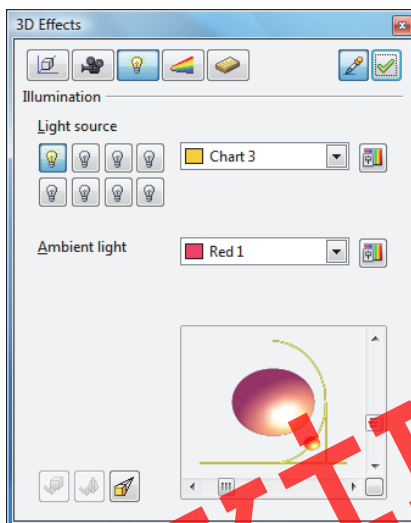 3D Effects
Illumination
Light source
Chart 3
Ambient light
Red 1